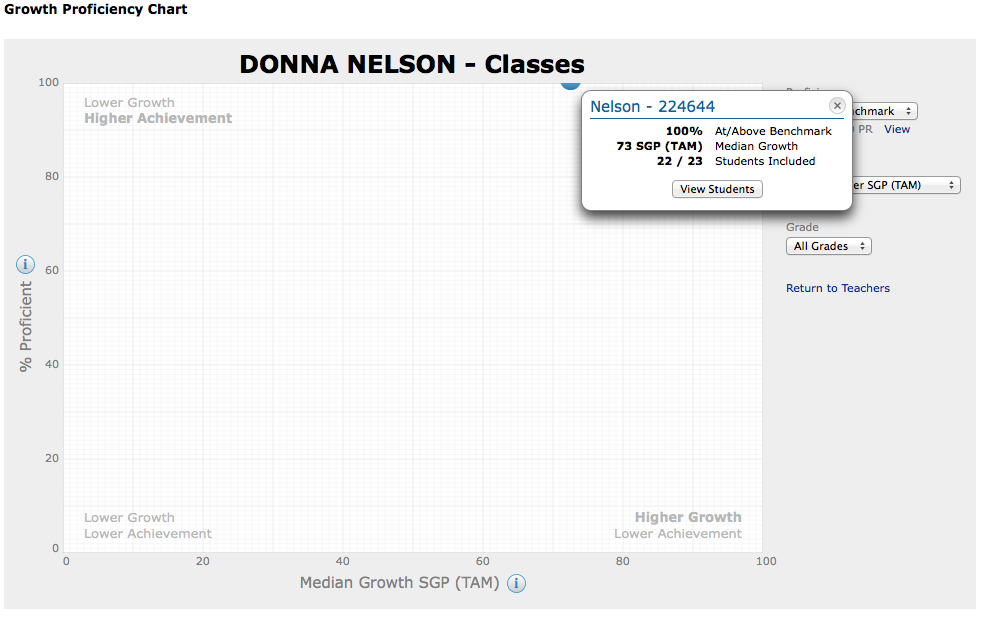 Growth Proficiency Chart
DONNA NELSON - Classes
100
Lower Growth
Higher Achievement
80
60
40
20
0
% Proficient
Lower Growth
Lower Achievement
Higher Growth
Lower Achievement
0 20 40 60 80 100
Median Growth SGP (TAM)
Nelson - 224644
100% At/Above Benchmark
73 SGP (TAM) Median Growth
22 / 23 Students Included
View Students
chmark
PR View
er SGP (TAM)
Grade
All Grades
Return to Teachers